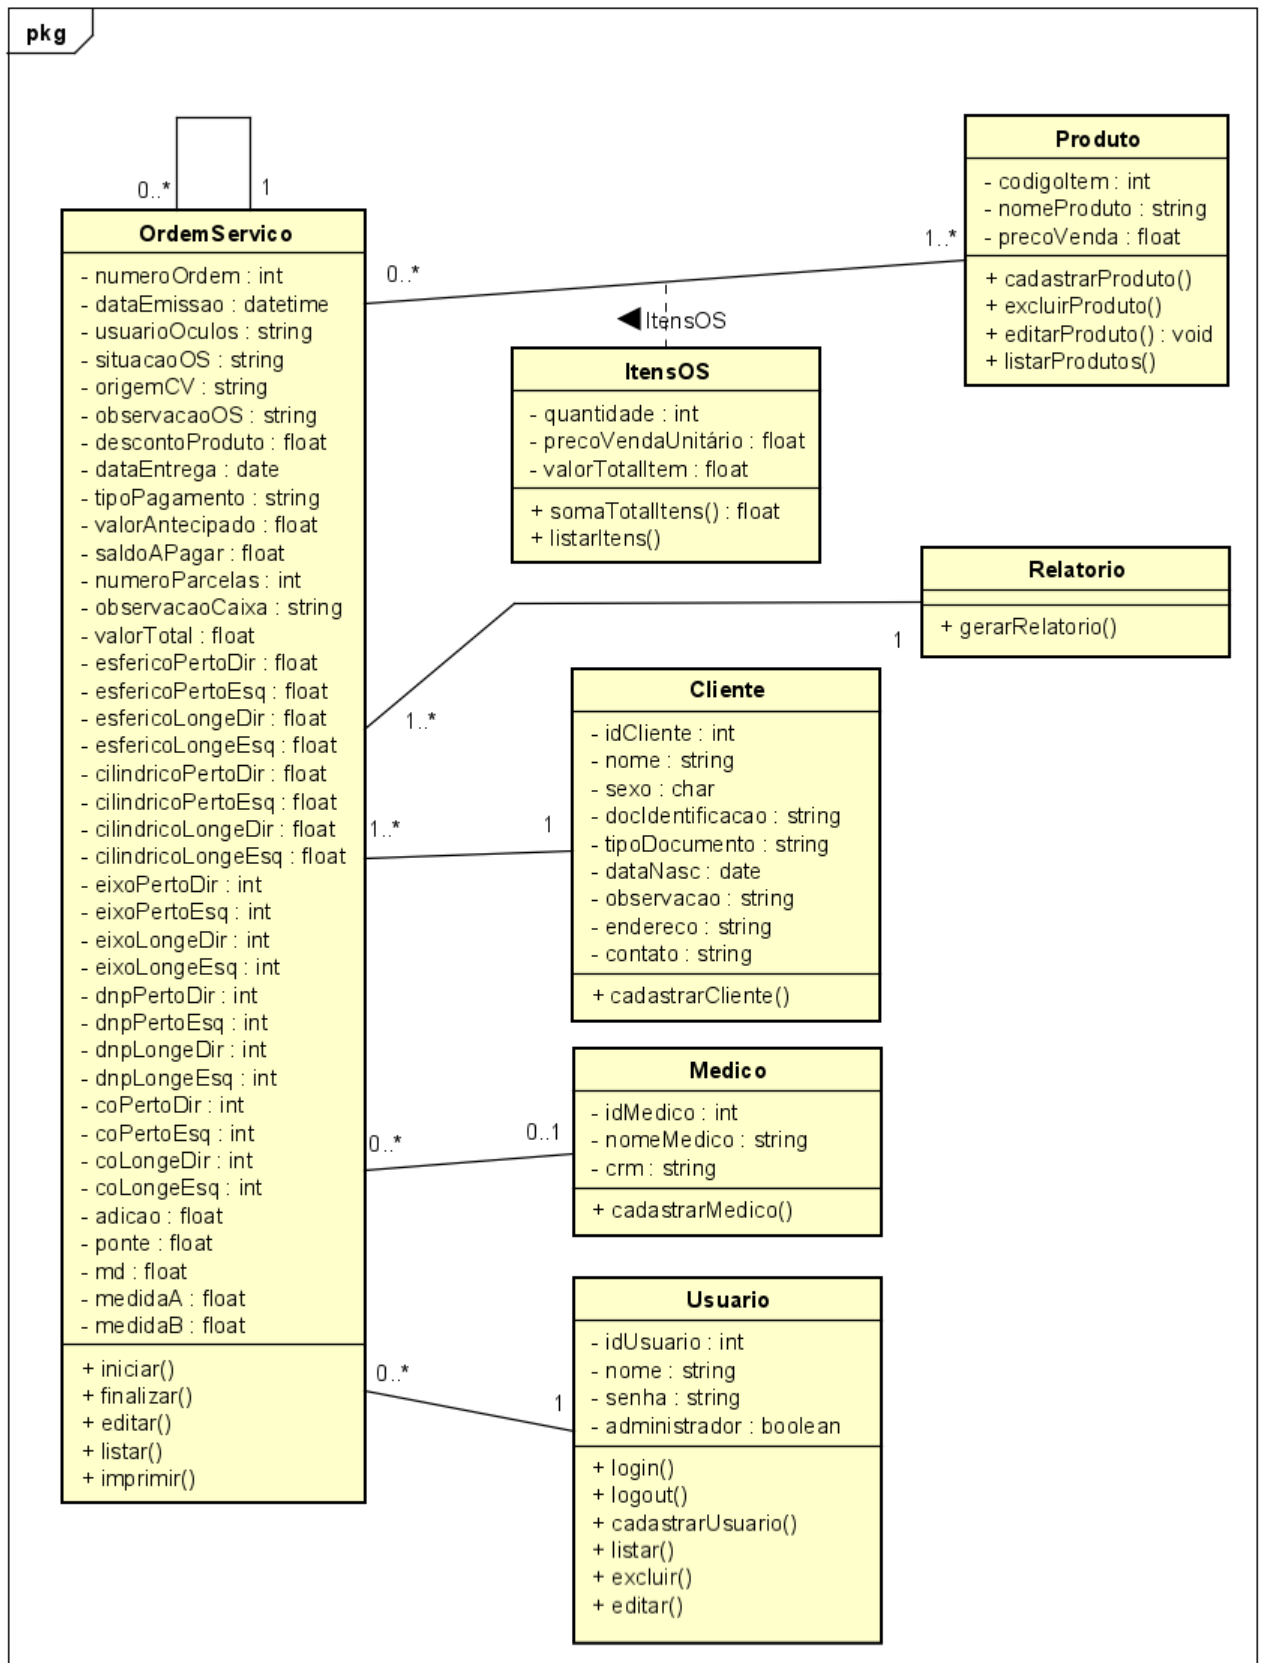 pkg
0..*
1
OrdemServico
- numeroOrdem : int
- dataEmissao : datetime
- usuarioOculos : string
- situacaoOS : string
- origemCV : string
- observacaoOS : string
- descontoProduto : float
- dataEntrega : date
- tipoPagamento : string
- valorAntecipado : float
- saldoAPagar : float
- numeroParcelas : int
- observacaoCaixa : string
- valorTotal : float
- esfericoPertoDir : float
- esfericoPertoEsq : float
- esfericoLongeDir : float
- esfericoLongeEsq : float
- cilindricoPertoDir : float
- cilindricoPertoEsq : float
- cilindricoLongeDir : float
- cilindricoLongeEsq : float
- eixoPertoDir : int
- eixoPertoEsq : int
- eixoLongeDir : int
- eixoLongeEsq : int
- dnpPertoDir : int
- dnpPertoEsq : int
- dnpLongeDir : int
- dnpLongeEsq : int
- coPertoDir : int
- coPertoEsq : int
- coLongeDir : int
- coLongeEsq : int
- adicao : float
- ponte : float
- md : float
- medidaA : float
- medidaB : float
+ iniciar()
+ finalizar()
+ editar()
+ listar()
+ imprimir()
0..*
1..*
Produto
- codigoItem : int
- nomeProduto : string
- precoVenda : float
+ cadastrarProduto()
+ excluirProduto()
+ editarProduto() : void
+ listarProdutos()
ItensOS
ItensOS
- quantidade : int
- precoVendaUnitário : float
- valorTotalItem : float
+ somaTotalItens() : float
+ listarItens()
Relatorio
+ gerarRelatorio()
1
1..*
Cliente
- idCliente : int
- nome : string
- sexo : char
- docIdentificacao : string
- tipoDocumento : string
- dataNasc : date
- observacao : string
- endereco : string
- contato : string
+ cadastrarCliente()
1..*
1
Medico
- idMedico : int
- nomeMedico : string
- crm : string
+ cadastrarMedico()
0..*
0..1
Usuario
- idUsuario : int
- nome : string
- senha : string
- administrador : boolean
+ login()
+ logout()
+ cadastrarUsuario()
+ listar()
+ excluir()
+ editar()
0..*
1